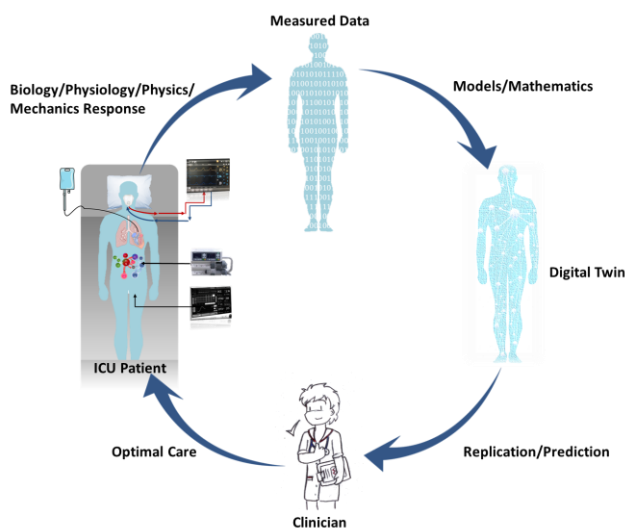 Measured Data
Biology/Physiology/Physics/
Mechanics Response
Models/Mathematics
Digital Twin
ICU Patient
Optimal Care
Replication/Prediction
Clinician